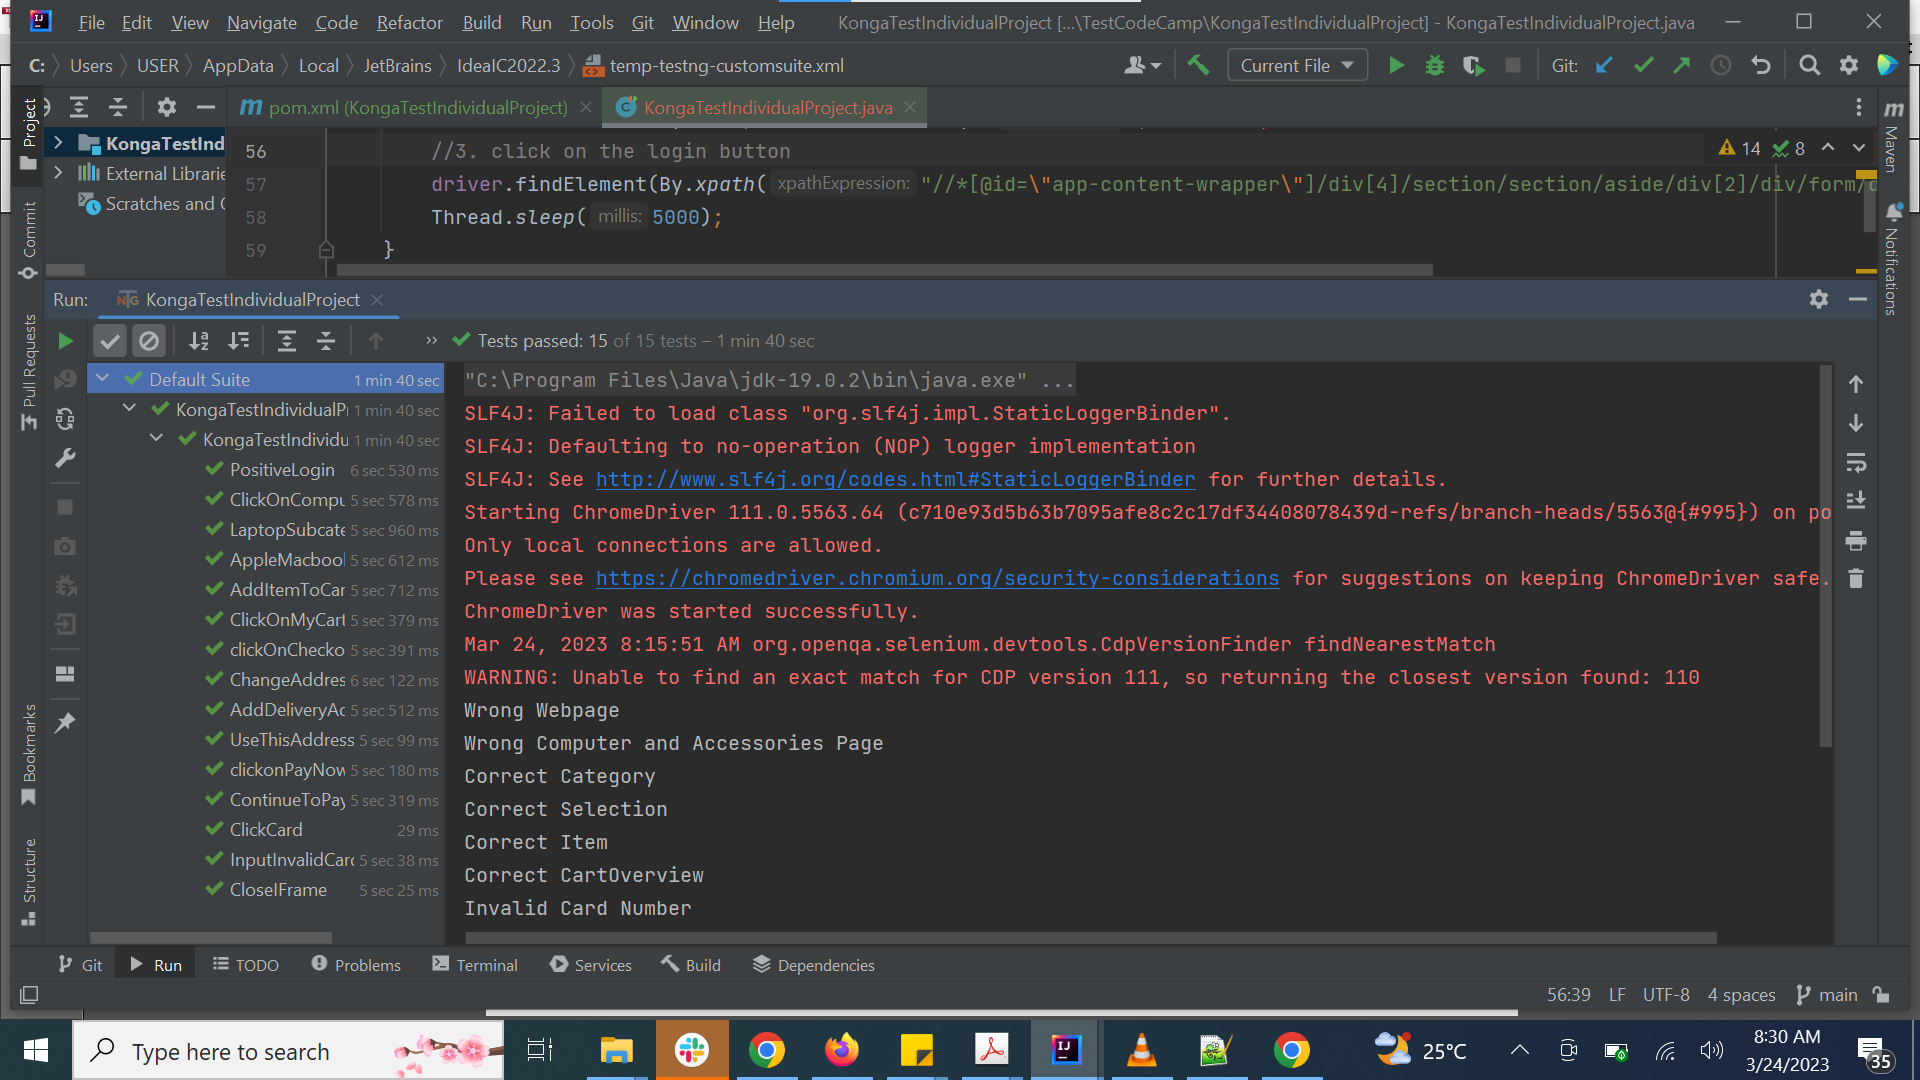 File Edit View Navigate Code Refactor Build Run Tools Git Window Help KongaTestIndividualProject [...\TestCodeCamp\KongaTestIndividualProject] - KongaTestIndividualProject.java
C: Users USER AppData Local JetBrains IdeaIC2022.3 temp-testng-customsuite.xml Current File Git:
pom.xml (KongaTestIndividualProject) KongaTestIndividualProject.java
Project
KongaTestInd
External Librarie
Scratches and C
Commit
Pull Requests
Bookmarks
Structure
Maven
Notifications
14 8
56 //3. click on the login button
57 driver.findElement(By.xpath( xpathExpression: "//*[@id=\"app-content-wrapper\"]/div[4]/section/section/aside/div[2]/div/form/d
58 Thread.sleep( millis: 5000);
59 }
Run: KongaTestIndividualProject
Tests passed: 15 of 15 tests – 1 min 40 sec
Default Suite 1 min 40 sec
KongaTestIndividualPr 1 min 40 sec
KongaTestIndividu 1 min 40 sec
PositiveLogin 6 sec 530 ms
ClickOnCompu 5 sec 578 ms
LaptopSubcate 5 sec 960 ms
AppleMacbool 5 sec 612 ms
AddItemToCar 5 sec 712 ms
ClickOnMyCart 5 sec 379 ms
clickOnChecko 5 sec 391 ms
ChangeAddres 6 sec 122 ms
AddDeliveryAc 5 sec 512 ms
UseThisAddress 5 sec 99 ms
clickonPayNow 5 sec 180 ms
ContinueToPay 5 sec 319 ms
ClickCard 29 ms
InputInvalidCard 5 sec 38 ms
CloseIFrame 5 sec 25 ms
"C:\Program Files\Java\jdk-19.0.2\bin\java.exe" ...
SLF4J: Failed to load class "org.slf4j.impl.StaticLoggerBinder".
SLF4J: Defaulting to no-operation (NOP) logger implementation
SLF4J: See http://www.slf4j.org/codes.html#StaticLoggerBinder for further details.
Starting ChromeDriver 111.0.5563.64 (c710e93d5b63b7095afe8c2c17df34408078439d-refs/branch-heads/5563@{#995}) on po
Only local connections are allowed.
Please see https://chromedriver.chromium.org/security-considerations for suggestions on keeping ChromeDriver safe.
ChromeDriver was started successfully.
Mar 24, 2023 8:15:51 AM org.openqa.selenium.devtools.CdpVersionFinder findNearestMatch
WARNING: Unable to find an exact match for CDP version 111, so returning the closest version found: 110
Wrong Webpage
Wrong Computer and Accessories Page
Correct Category
Correct Selection
Correct Item
Correct CartOverview
Invalid Card Number
Git Run TODO Problems Terminal Services Build Dependencies
56:39 LF UTF-8 4 spaces main
Type here to search
25°C
8:30 AM
3/24/2023
35